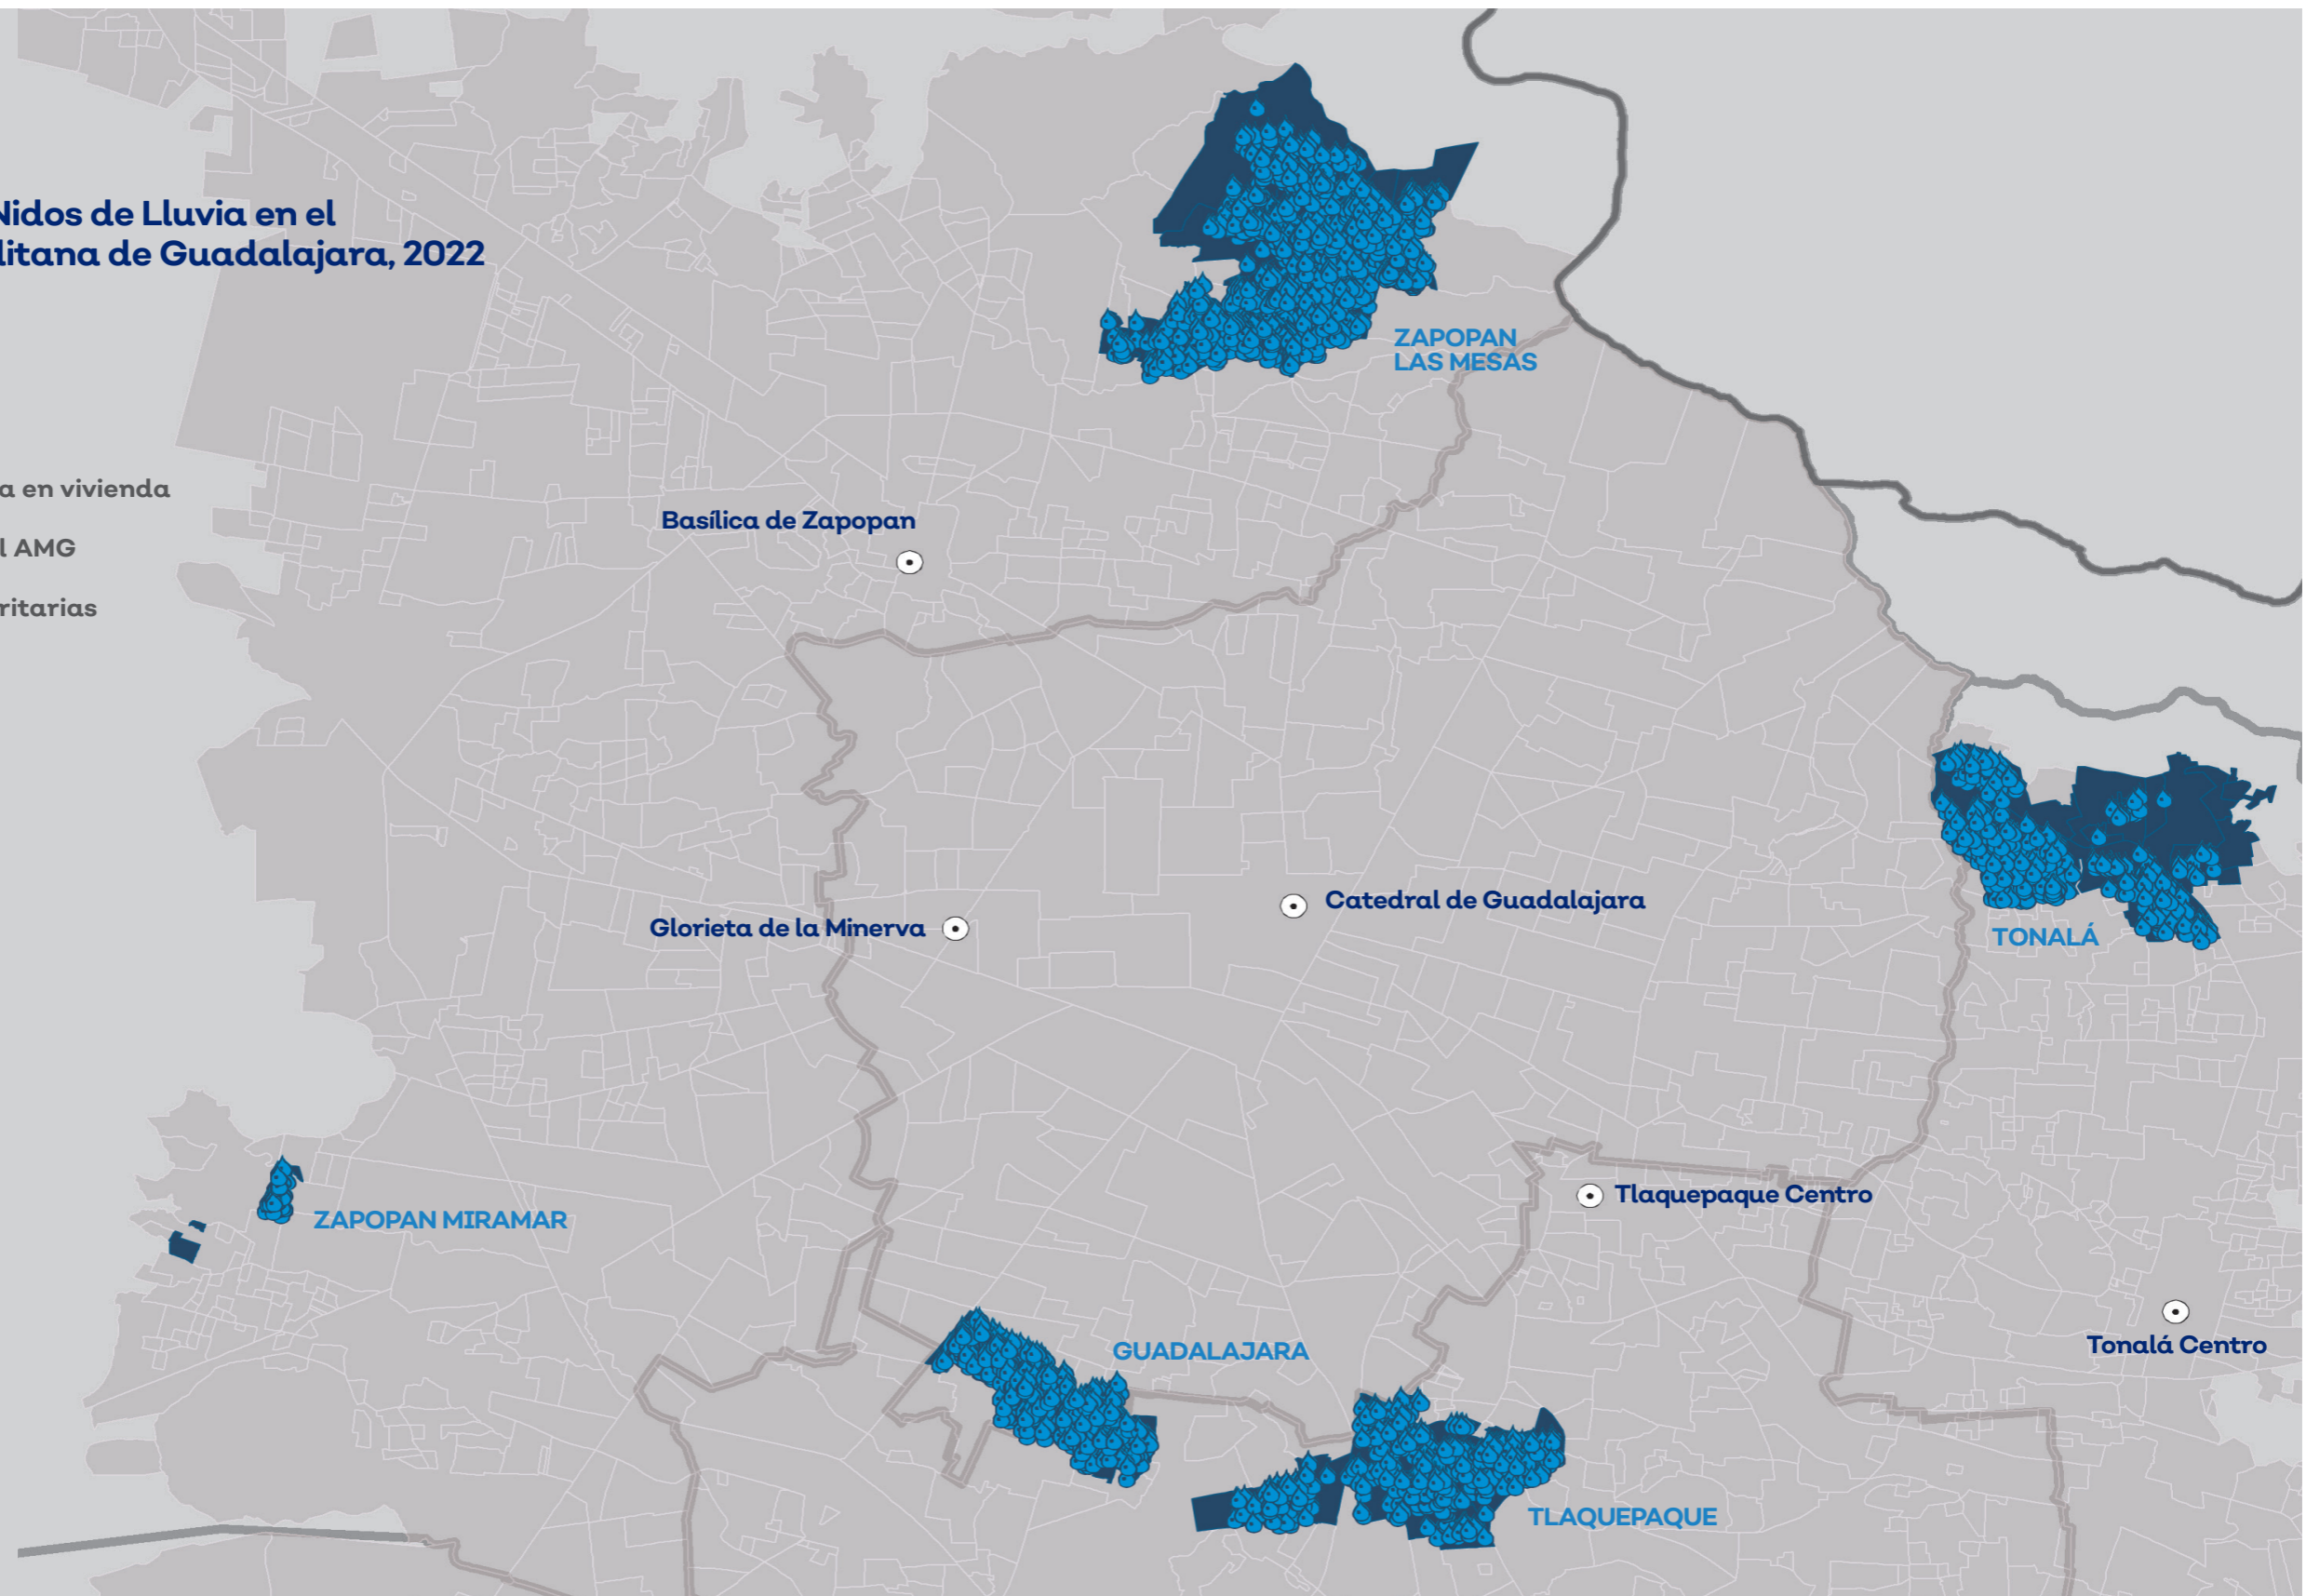 Nidos de Lluvia en el
litana de Guadalajara, 2022
a en vivienda
l AMG
ritarias
ZAPOPAN
LAS MESAS
Basílica de Zapopan
Glorieta de la Minerva
Catedral de Guadalajara
TONALÁ
Tlaquepaque Centro
ZAPOPAN MIRAMAR
Tonalá Centro
GUADALAJARA
TLAQUEPAQUE